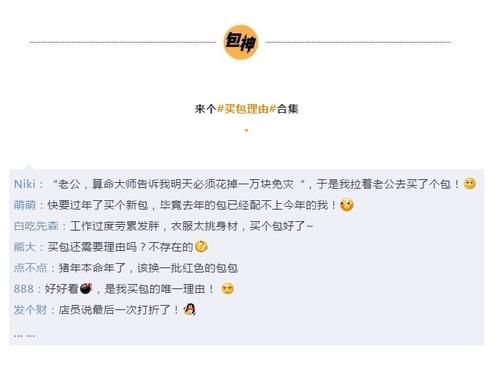 包神
来个#买包理由#合集
Niki：“老公，算命大师告诉我明天必须花掉一万块免灾“，于是我拉着老公去买了个包！
萌萌：快要过年了买个新包，毕竟去年的包已经配不上今年的我！
白吃先森：工作过度劳累发胖，衣服太挑身材，买个包好了~
熊大：买包还需要理由吗？不存在的
点不点：猪年本命年了，该换一批红色的包包
888：好好看，是我买包的唯一理由！
发个财：店员说最后一次打折了！
... ...